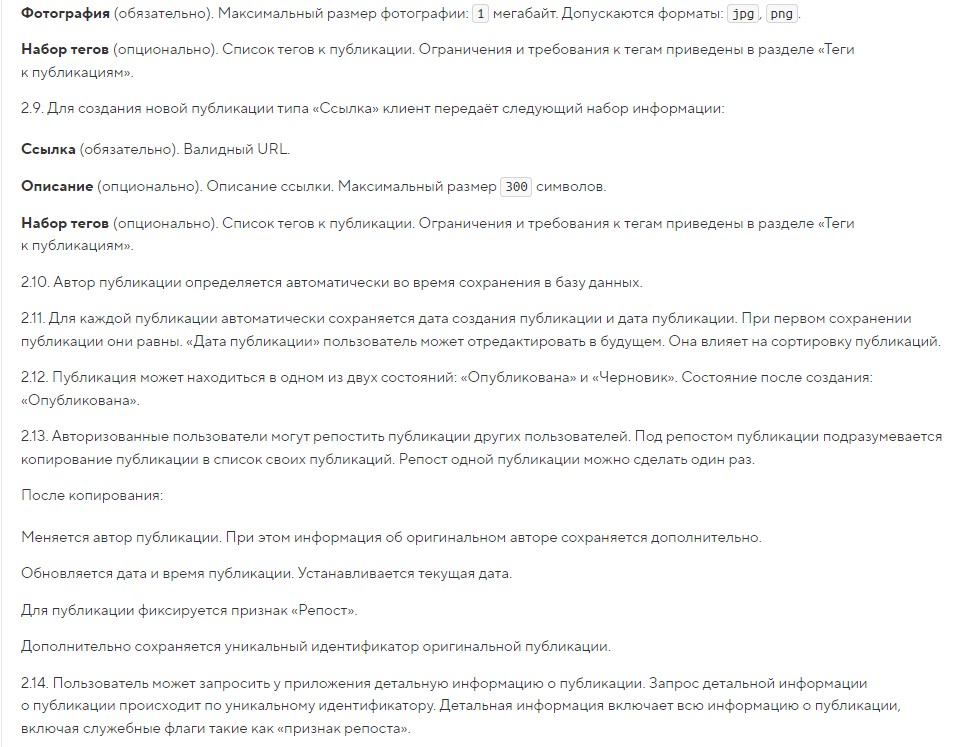 Фотография (обязательно). Максимальный размер фотографии: 1 мегабайт. Допускаются форматы: jpg, png.
Набор тегов (опционально). Список тегов к публикации. Ограничения и требования к тегам приведены в разделе «Теги
к публикациям».
2.9. Для создания новой публикации типа «Ссылка» клиент передаёт следующий набор информации:
Ссылка (обязательно). Валидный URL.
Описание (опционально). Описание ссылки. Максимальный размер 300 символов.
Набор тегов (опционально). Список тегов к публикации. Ограничения и требования к тегам приведены в разделе «Теги
к публикациям».
2.10. Автор публикации определяется автоматически во время сохранения в базу данных.
2.11. Для каждой публикации автоматически сохраняется дата создания публикации и дата публикации. При первом сохранении
публикации они равны. «Дата публикации» пользователь может отредактировать в будущем. Она влияет на сортировку публикаций.
2.12. Публикация может находиться в одном из двух состояний: «Опубликована» и «Черновик». Состояние после создания:
«Опубликована».
2.13. Авторизованные пользователи могут репостить публикации других пользователей. Под репостом публикации подразумевается
копирование публикации в список своих публикаций. Репост одной публикации можно сделать один раз.
После копирования:
Меняется автор публикации. При этом информация об оригинальном авторе сохраняется дополнительно.
Обновляется дата и время публикации. Устанавливается текущая дата.
Для публикации фиксируется признак «Репост».
Дополнительно сохраняется уникальный идентификатор оригинальной публикации.
2.14. Пользователь может запросить у приложения детальную информацию о публикации. Запрос детальной информации
о публикации происходит по уникальному идентификатору. Детальная информация включает всю информацию о публикации,
включая служебные флаги такие как «признак репоста».